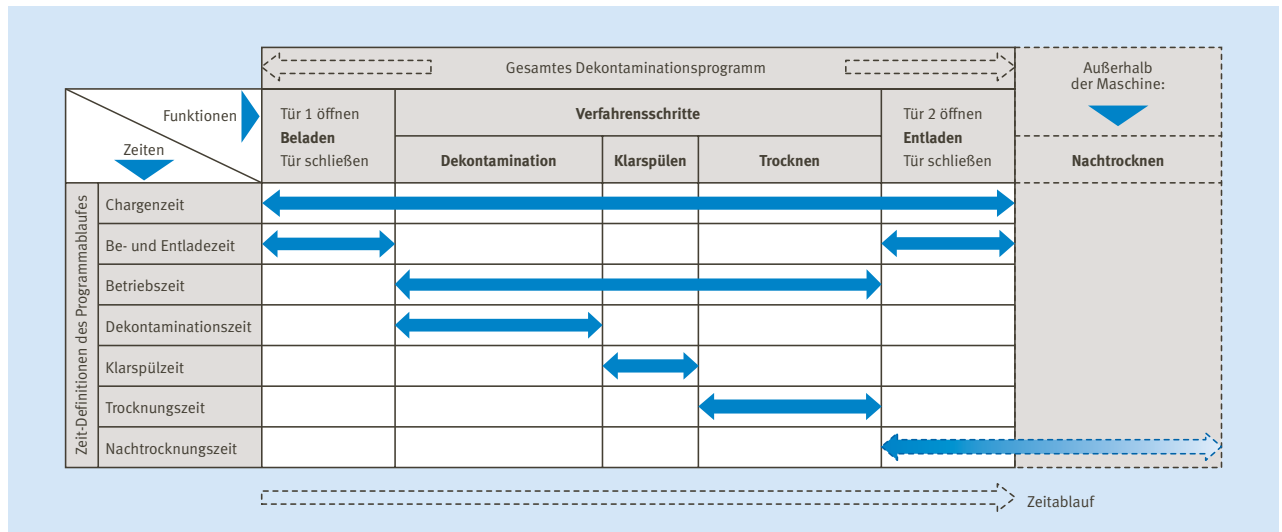 Gesamtes Dekontaminationsprogramm
Außerhalb
der Maschine:
Funktionen
Zeiten
Tür 1 öffnen
Beladen
Tür schließen
Verfahrensschritte
Dekontamination
Klarspülen
Trocknen
Tür 2 öffnen
Entladen
Tür schließen
Nachtrocknen
Zeit-Definitionen des Programmablaufes
Chargenzeit
Be- und Entladezeit
Betriebszeit
Dekontaminationszeit
Klarspülzeit
Trocknungszeit
Nachtrocknungszeit
Zeitablauf